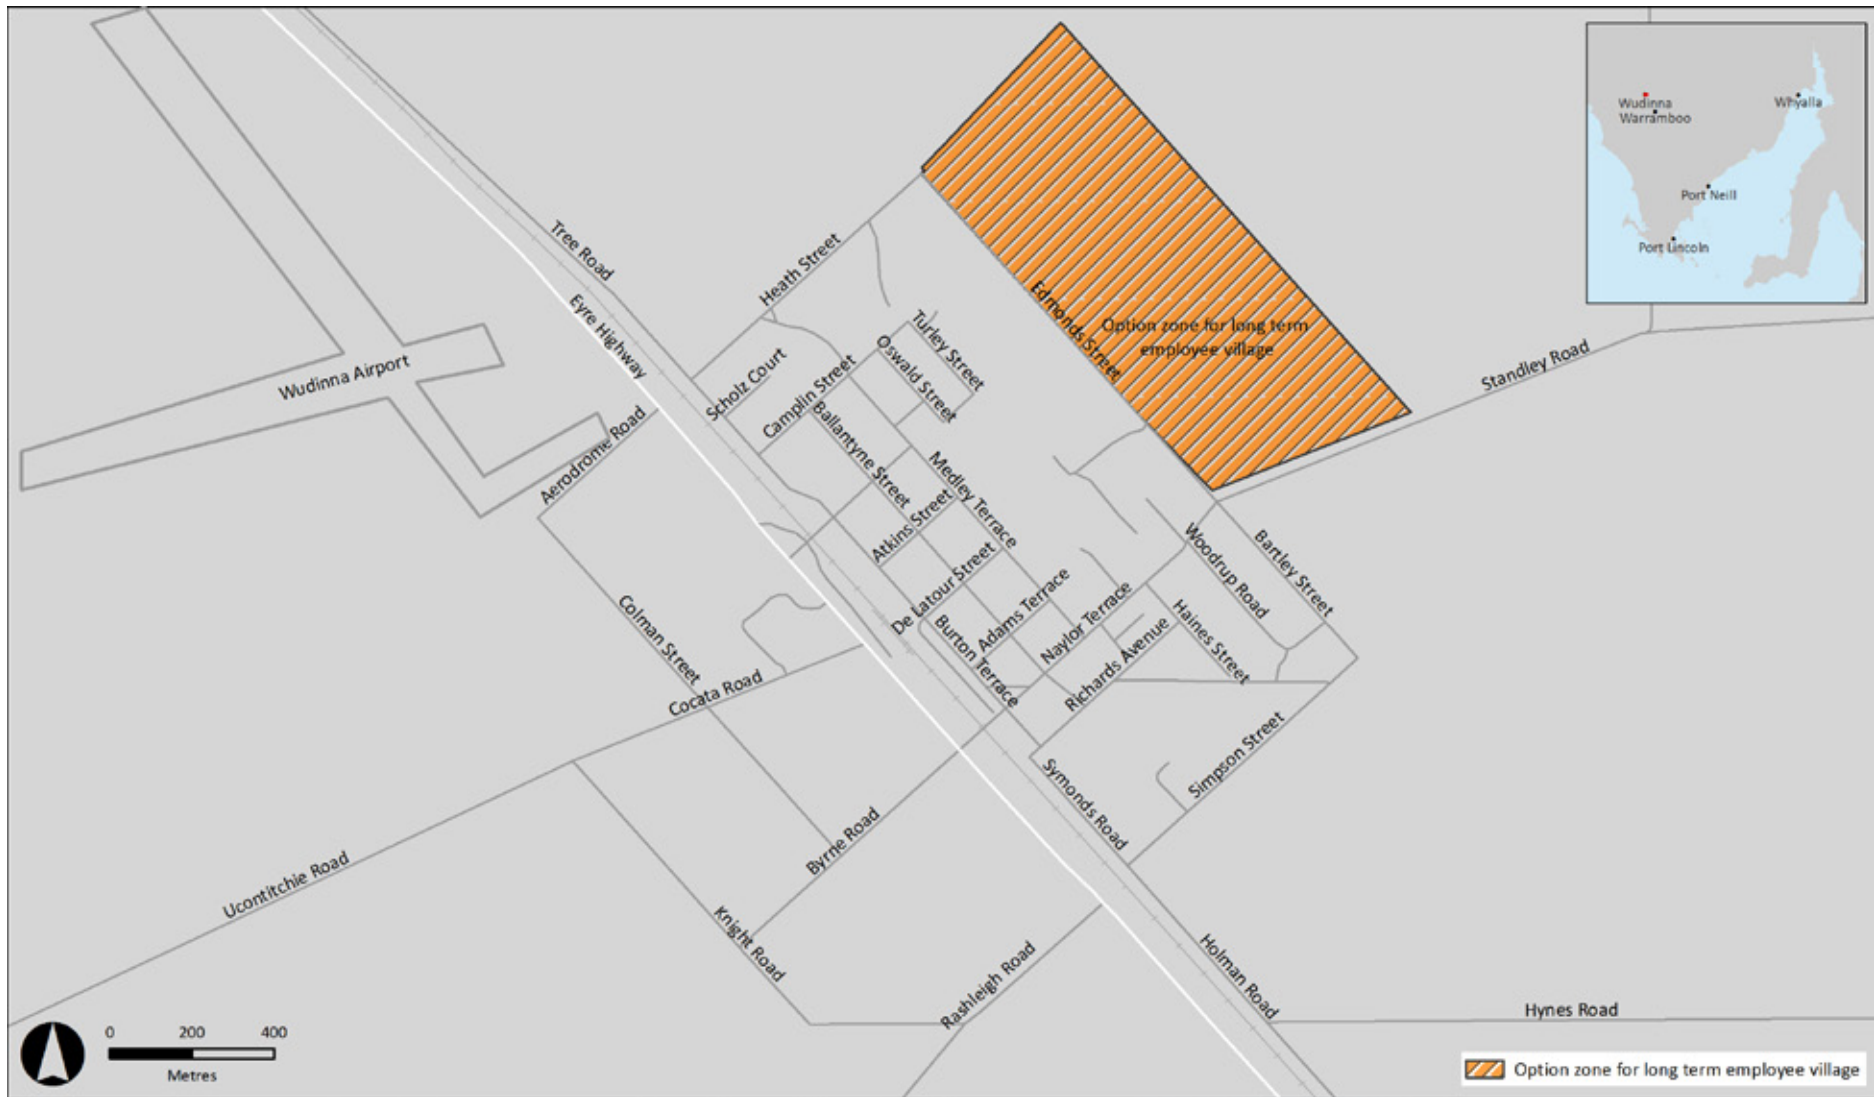 Wudinna
Warramboo
Whyalla
Port Neill
Port Lincoln
Tree Road
Heath Street
Eyre Highway
Edmonds Street
Option zone for long term
employee village
Turley Street
Oswald Street
Standley Road
Wudinna Airport
Scholz Court
Camplin Street
Ballantyne Street
Aerodrome Road
Medley Terrace
Atkins Street
Woodrup Road
Bartley Street
De Latour Street
Adams Terrace
Naylor Terrace
Haines Street
Colman Street
Burton Terrace
Richards Avenue
Cocata Road
Simpson Street
Symonds Road
Byrne Road
Ucontitchie Road
Knight Road
Rashleigh Road
Holman Road
Hynes Road
0 200 400
Metres
Option zone for long term employee village